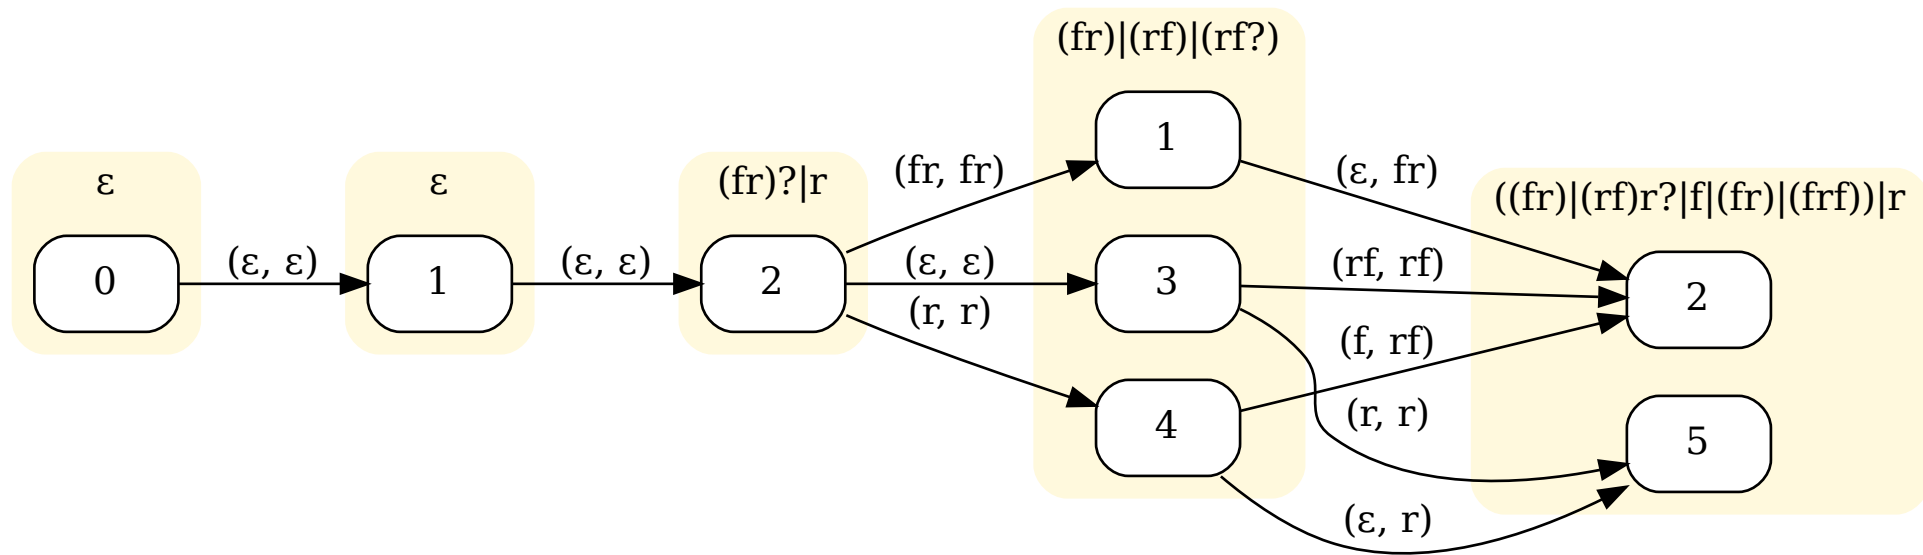 ε
0
(ε, ε)
ε
1
(ε, ε)
(fr)?|r
2
(fr, fr)
(ε, ε)
(r, r)
(fr)|(rf)|(rf?)
1
3
4
(ε, fr)
(rf, rf)
(f, rf)
(r, r)
(ε, r)
((fr)|(rf)r?|f|(fr)|(frf))|r
2
5